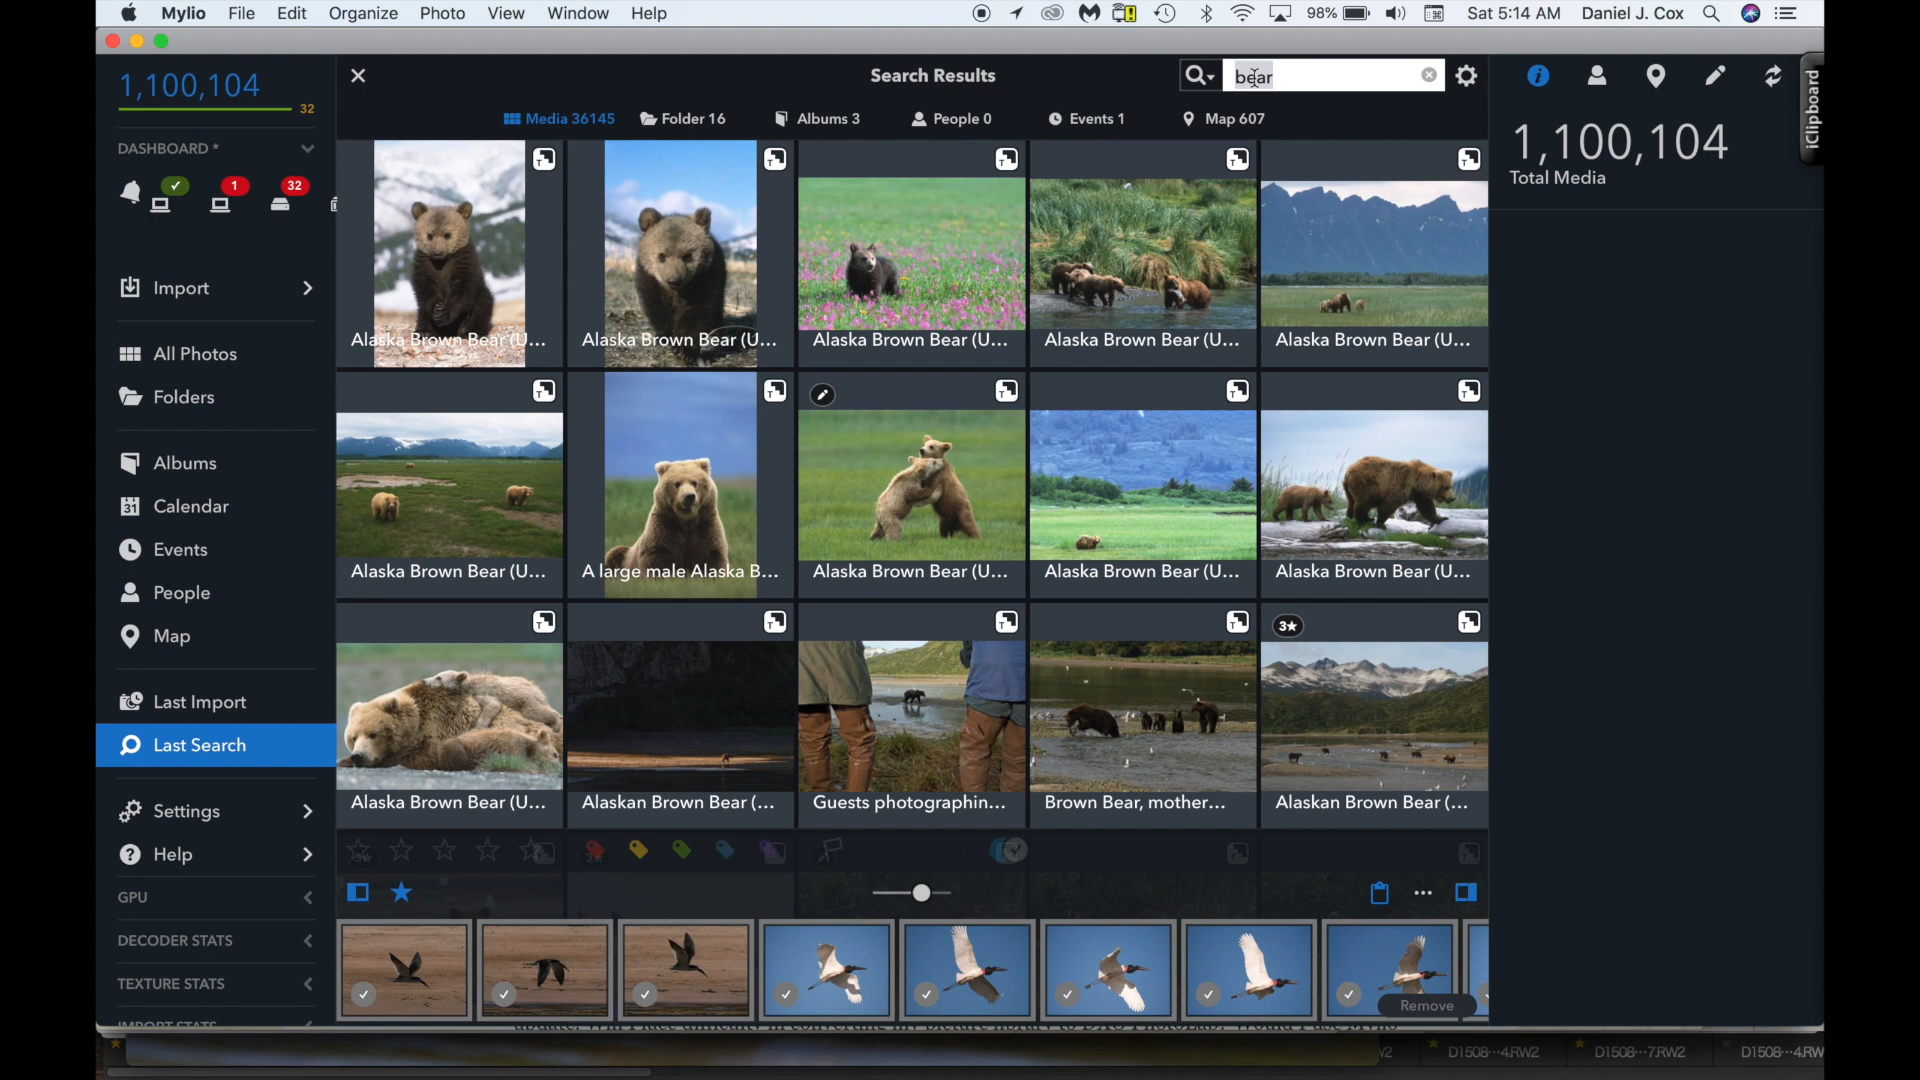 Mylio File Edit Organize Photo View Window Help 98% Sat 5:14 AM Daniel J. Cox
1,100,104
32
DASHBOARD *
1 32
Import
All Photos
Folders
Albums
31 Calendar
Events
People
Map
Last Import
Last Search
Settings
Help
GPU
DECODER STATS
TEXTURE STATS
IMPORT STATS
Search Results
bear
Media 36145 Folder 16 Albums 3 People 0 Events 1 Map 607
Alaska Brown Bear (U... Alaska Brown Bear (U... Alaska Brown Bear (U... Alaska Brown Bear (U... Alaska Brown Bear (U...
Alaska Brown Bear (U... A large male Alaska B... Alaska Brown Bear (U... Alaska Brown Bear (U... Alaska Brown Bear (U...
3★
Alaska Brown Bear (U... Alaskan Brown Bear (... Guests photographin... Brown Bear, mother... Alaskan Brown Bear (...
Remove
i
1,100,104
Total Media
iClipboard
D1508···4.RW2 D1508···7.RW2 D1508···4.RW